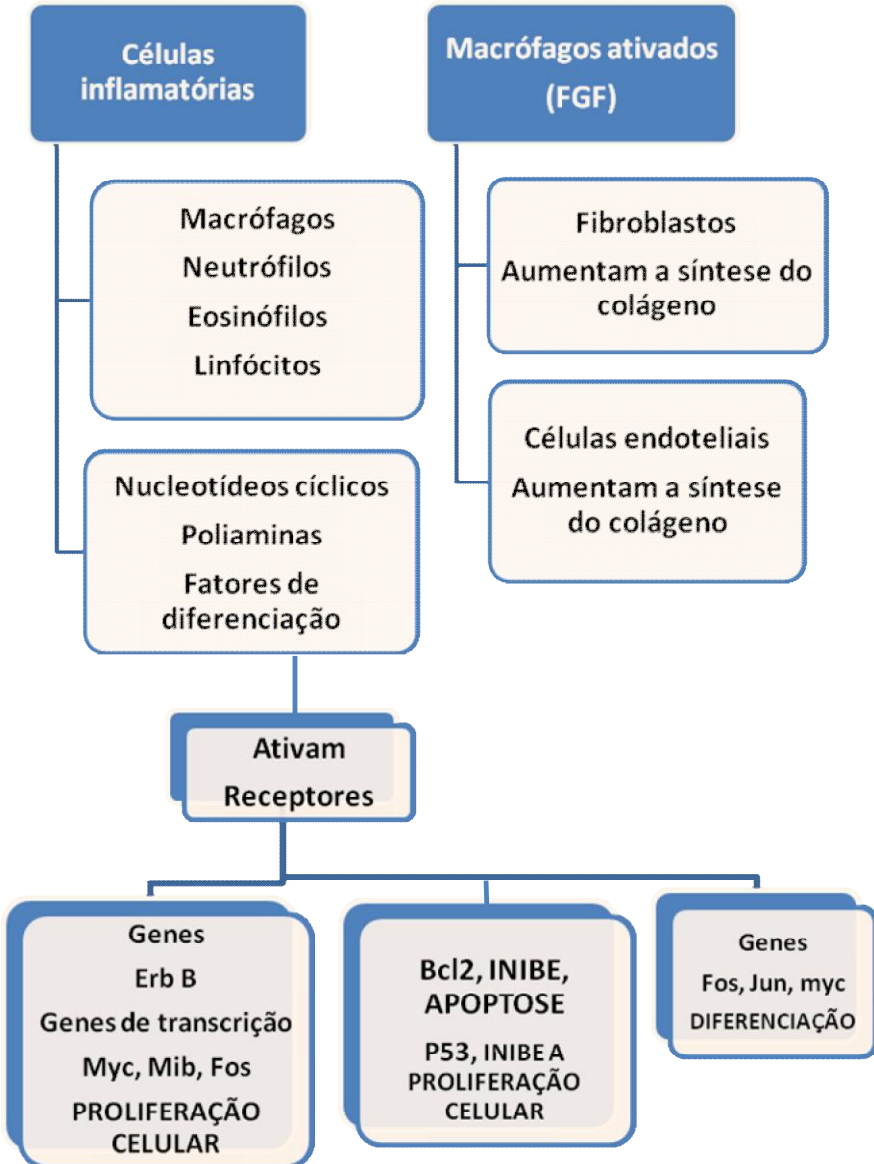 Células
inflamatórias
Macrófagos
Neutrófilos
Eosinófilos
Linfócitos
Nucleotídeos cíclicos
Poliaminas
Fatores de
diferenciação
Macrófagos ativados
(FGF)
Fibroblastos
Aumentam a síntese do
colágeno
Células endoteliais
Aumentam a síntese
do colágeno
Ativam
Receptores
Genes
Erb B
Genes de transcrição
Myc, Mib, Fos
PROLIFERAÇÃO
CELULAR
Bcl2, INIBE,
APOPTOSE
P53, INIBE A
PROLIFERAÇÃO
CELULAR
Genes
Fos, Jun, myc
DIFERENCIAÇÃO